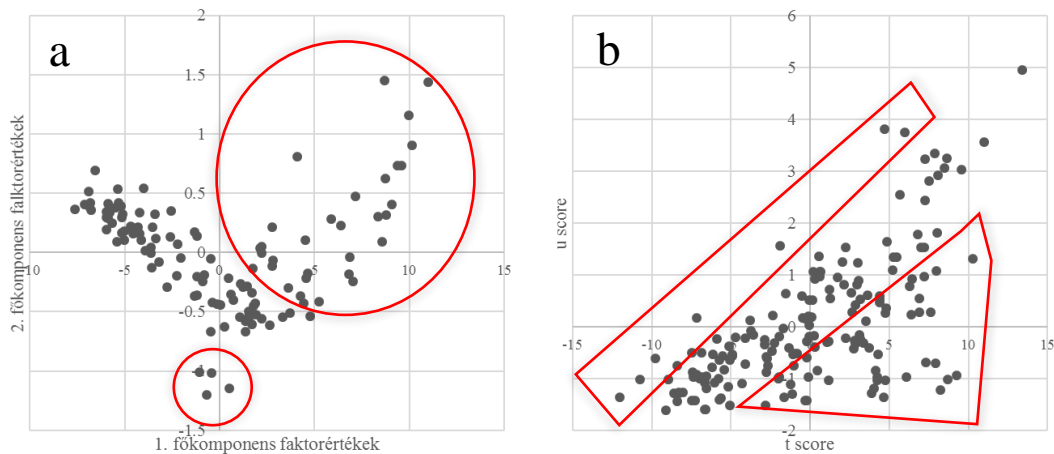 a
2
1.5
1
0.5
0
-10 -5 0 5 10 15
-0.5
-1
-1.5
2. főkomponens falktorértékek
1. főkomponens faktorértékek
b
6
5
4
3
2
1
0
-15 -10 -5 0 5 10 15
-1
-2
u score
t score